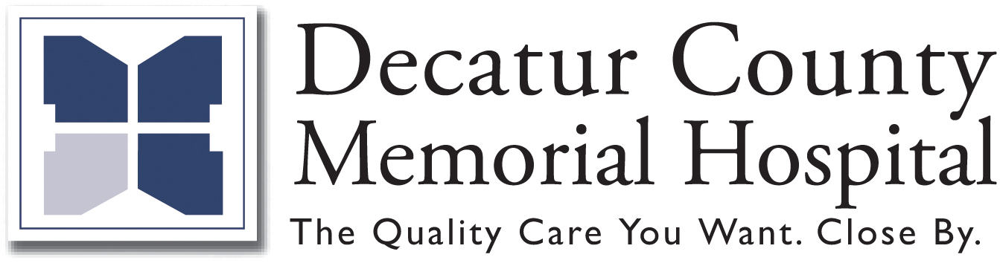 Decatur County
Memorial Hospital
The Quality Care You Want. Close By.